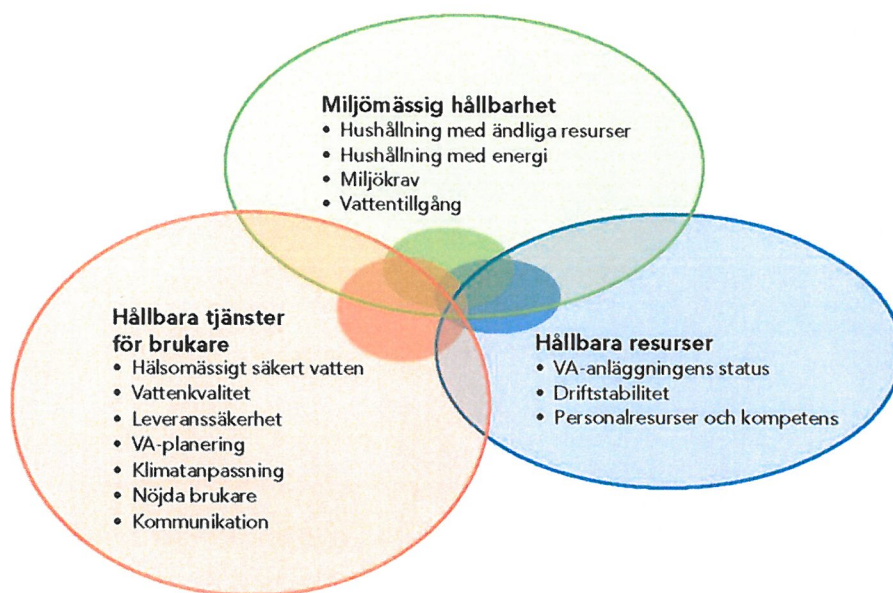 Miljömässig hållbarhet
• Hushållning med ändliga resurser
• Hushållning med energi
• Miljökrav
• Vattentillgång
Hållbara tjänster
för brukare
• Hälsomässigt säkert vatten
• Vattenkvalitet
• Leveranssäkerhet
• VA-planering
• Klimatanpassning
• Nöjda brukare
• Kommunikation
Hållbara resurser
• VA-anläggningens status
• Driftstabilitet
• Personalresurser och kompetens